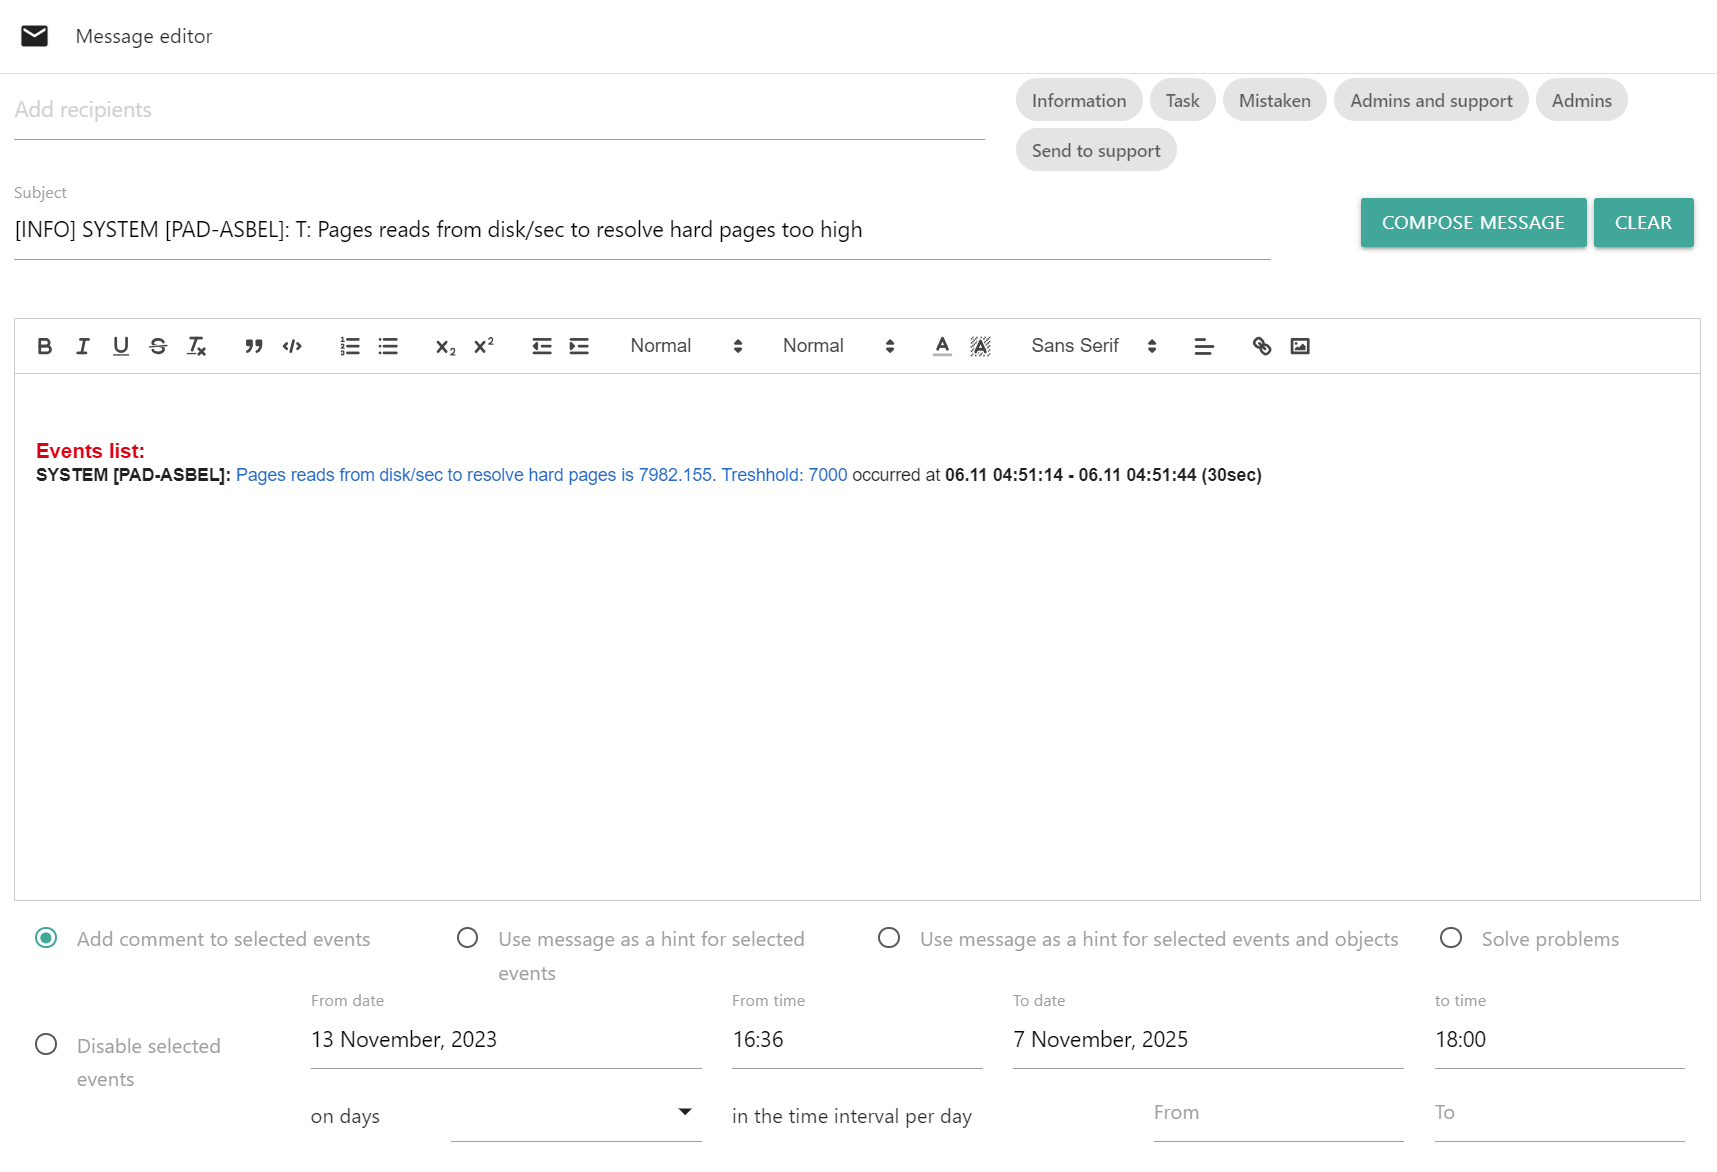 Message editor
Add recipients
Information Task Mistaken Admins and support Admins
Send to support
Subject
[INFO] SYSTEM [PAD-ASBEL]: T: Pages reads from disk/sec to resolve hard pages too high
COMPOSE MESSAGE CLEAR
Normal Normal Sans Serif
Events list:
SYSTEM [PAD-ASBEL]: Pages reads from disk/sec to resolve hard pages is 7982.155. Treshhold: 7000 occurred at 06.11 04:51:14 - 06.11 04:51:44 (30sec)
Add comment to selected events
Use message as a hint for selected
events
Use message as a hint for selected events and objects
Solve problems
Disable selected
events
From date From time To date to time
13 November, 2023 16:36 7 November, 2025 18:00
on days in the time interval per day From To